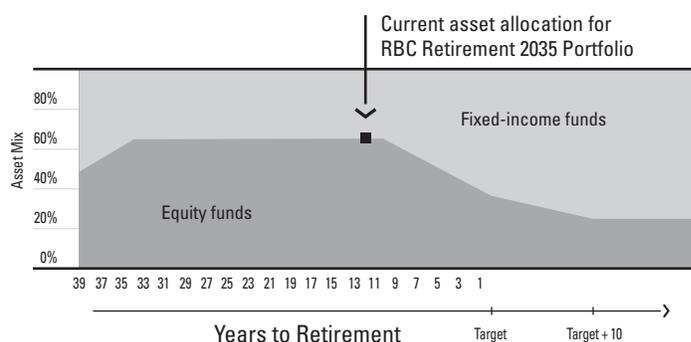 Current asset allocation for
RBC Retirement 2035 Portfolio
80%
60%
40%
20%
0%
Asset Mix
Fixed-income funds
Equity funds
39 37 35 33 31 29 27 25 23 21 19 17 15 13 11 9 7 5 3 1
Years to Retirement
Target
Target + 10